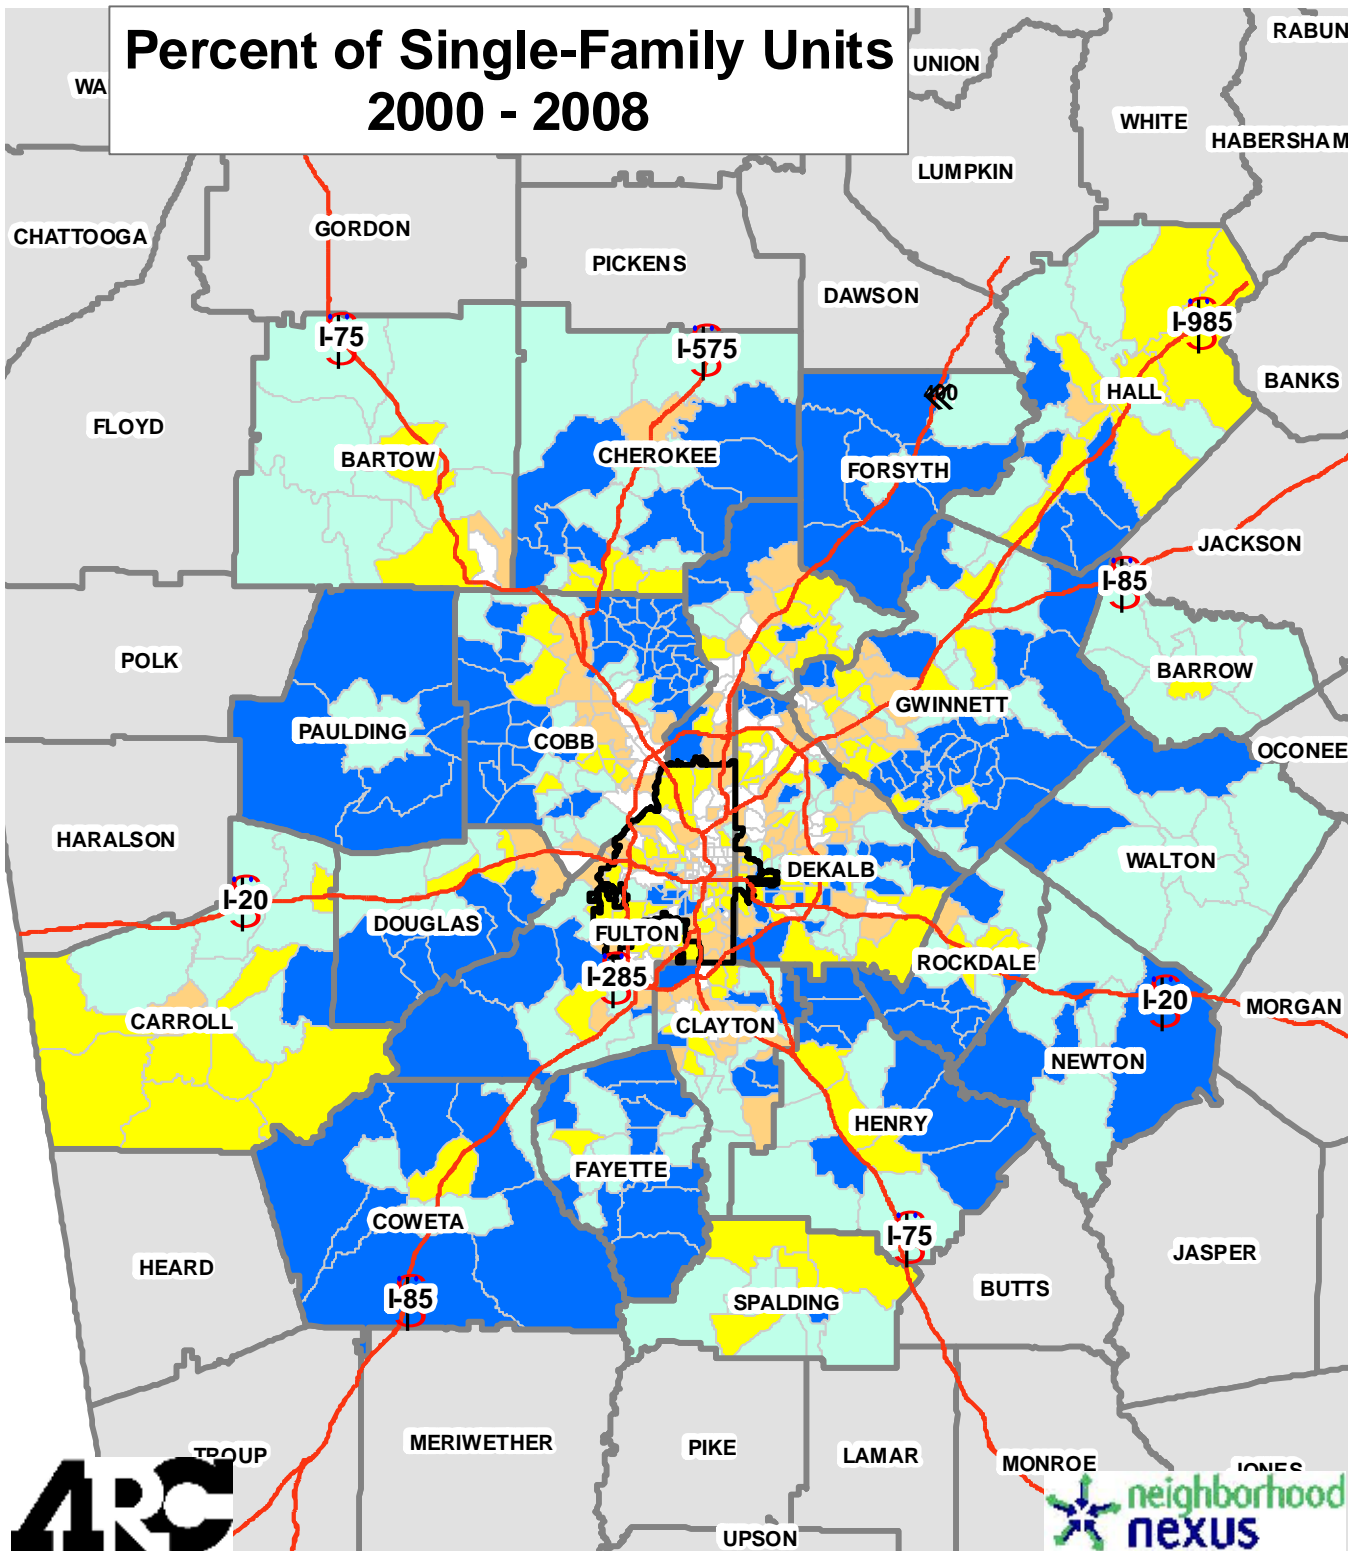 Percent of Single-Family Units
2000 - 2008
RABUN
UNION
WA
WHITE
HABERSHAM
LUMPKIN
CHATTOOGA
GORDON
PICKENS
DAWSON
I-75
I-575
I-985
400
HALL
BANKS
FLOYD
BARTOW
CHEROKEE
FORSYTH
JACKSON
I-85
POLK
BARROW
PAULDING
COBB
GWINNETT
OCONEE
HARALSON
DEKALB
WALTON
I-20
DOUGLAS
FULTON
ROCKDALE
I-285
I-20
MORGAN
CARROLL
CLAYTON
NEWTON
HENRY
FAYETTE
COWETA
I-75
HEARD
JASPER
I-85
SPALDING
BUTTS
TROUP
MERIWETHER
PIKE
LAMAR
MONROE
JONES
ARC
neighborhood
nexus
UPSON